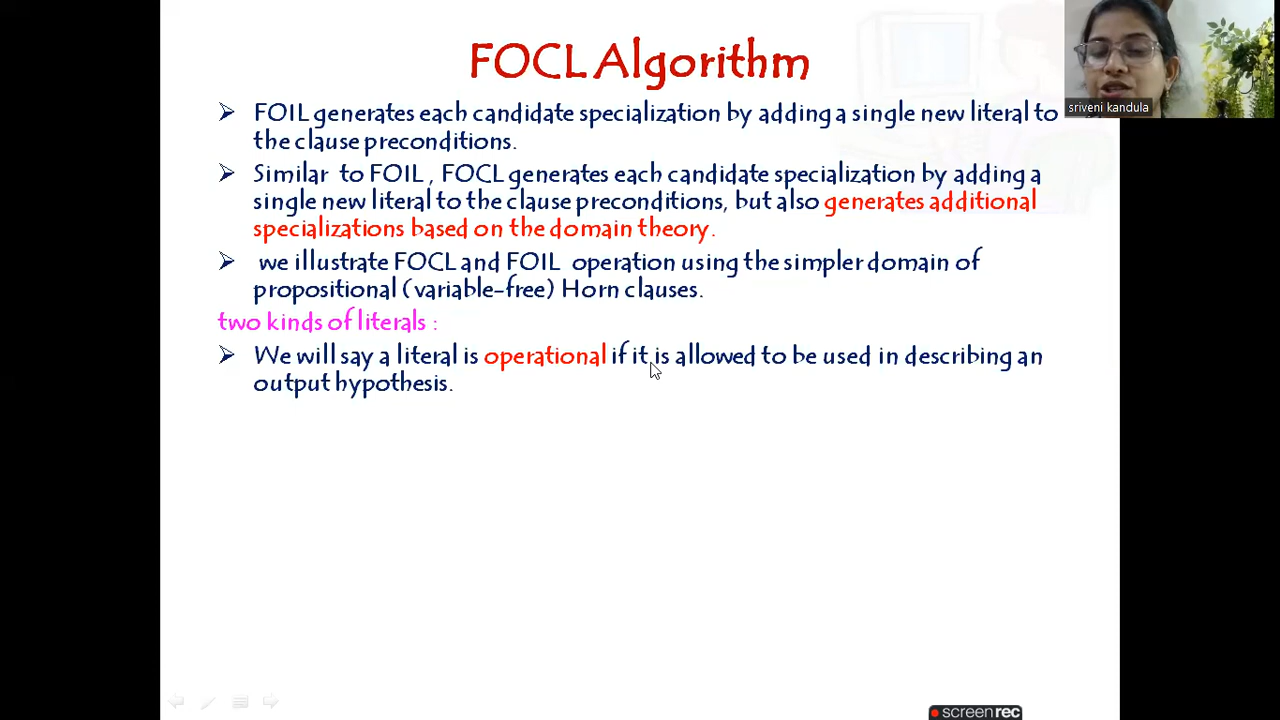 FOCL Algorithm
sriveni kandula
➢ FOIL generates each candidate specialization by adding a single new literal to
the clause preconditions.
➢ Similar to FOIL , FOCL generates each candidate specialization by adding a
single new literal to the clause preconditions, but also generates additional
specializations based on the domain theory.
➢ we illustrate FOCL and FOIL operation using the simpler domain of
propositional (variable-free) Horn clauses.
two kinds of literals :
➢ We will say a literal is operational if it is allowed to be used in describing an
output hypothesis.
screenrec